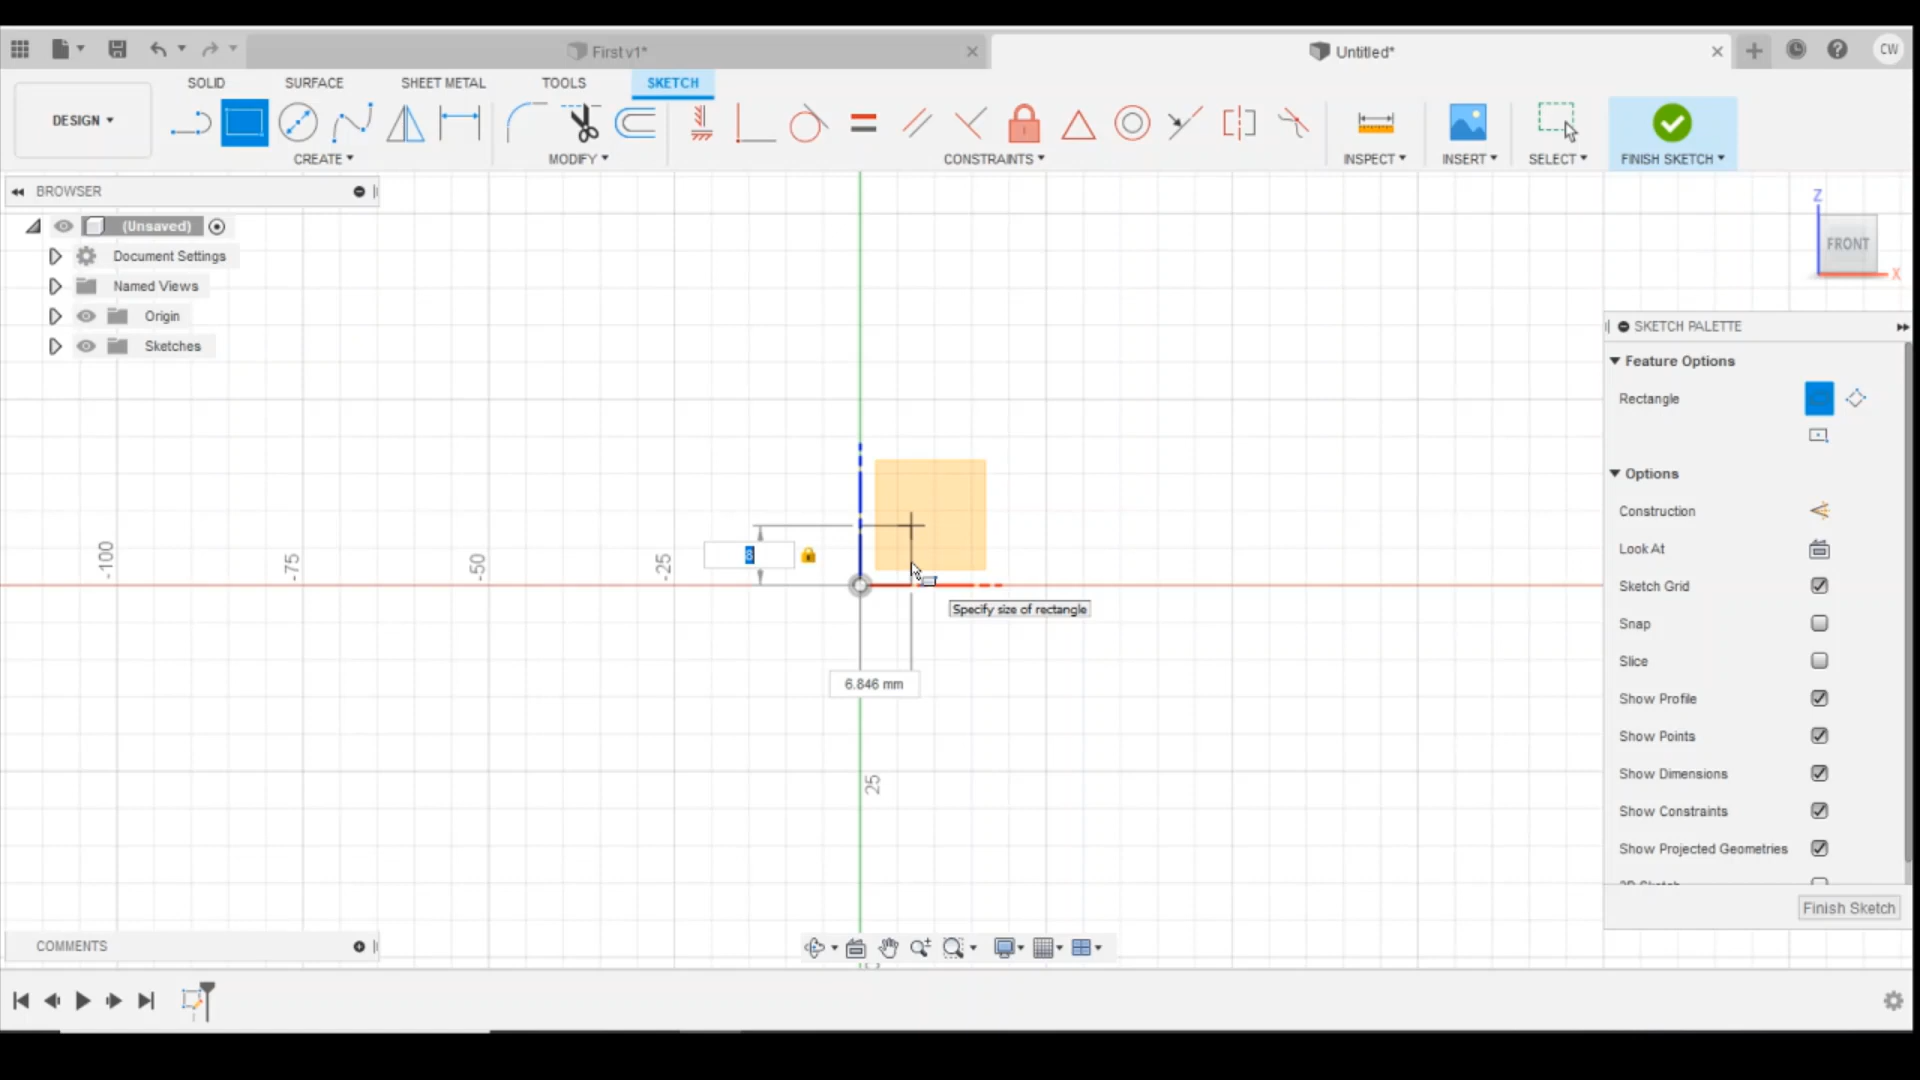 First v1*
Untitled*
CW
SOLID
SURFACE
SHEET METAL
TOOLS
SKETCH
DESIGN
CREATE
MODIFY
CONSTRAINTS
INSPECT
INSERT
SELECT
FINISH SKETCH
BROWSER
(Unsaved)
Document Settings
Named Views
Origin
Sketches
Z
FRONT
X
SKETCH PALETTE
Feature Options
Rectangle
Options
Construction
Look At
Sketch Grid
Snap
Slice
Show Profile
Show Points
Show Dimensions
Show Constraints
Show Projected Geometries
3D Sketch
Finish Sketch
-100
-75
-50
-25
8
Specify size of rectangle
6.846 mm
25
COMMENTS